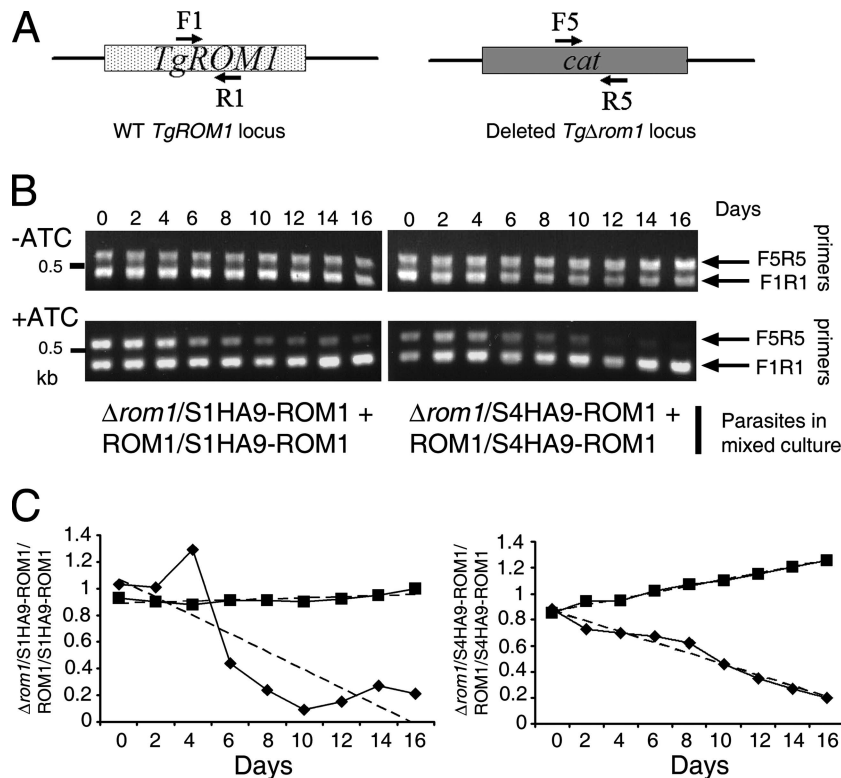 A
F1
TgROM1
R1
WT TgROM1 locus
F5
cat
R5
Deleted TgΔrom1 locus
B
0 2 4 6 8 10 12 14 16
0 2 4 6 8 10 12 14 16
Days
-ATC
0.5
F5R5
F1R1
primers
+ATC
0.5
kb
F5R5
F1R1
primers
Δrom1/S1HA9-ROM1 +
ROM1/S1HA9-ROM1
Δrom1/S4HA9-ROM1 +
ROM1/S4HA9-ROM1
Parasites in
mixed culture
C
Δrom1/S1HA9-ROM1/
ROM1/S1HA9-ROM1
1.4
1.2
1
0.8
0.6
0.4
0.2
0
0 2 4 6 8 10 12 14 16
Days
Δrom1/S4HA9-ROM1/
ROM1/S4HA9-ROM1
1.4
1.2
1
0.8
0.6
0.4
0.2
0
0 2 4 6 8 10 12 14 16
Days